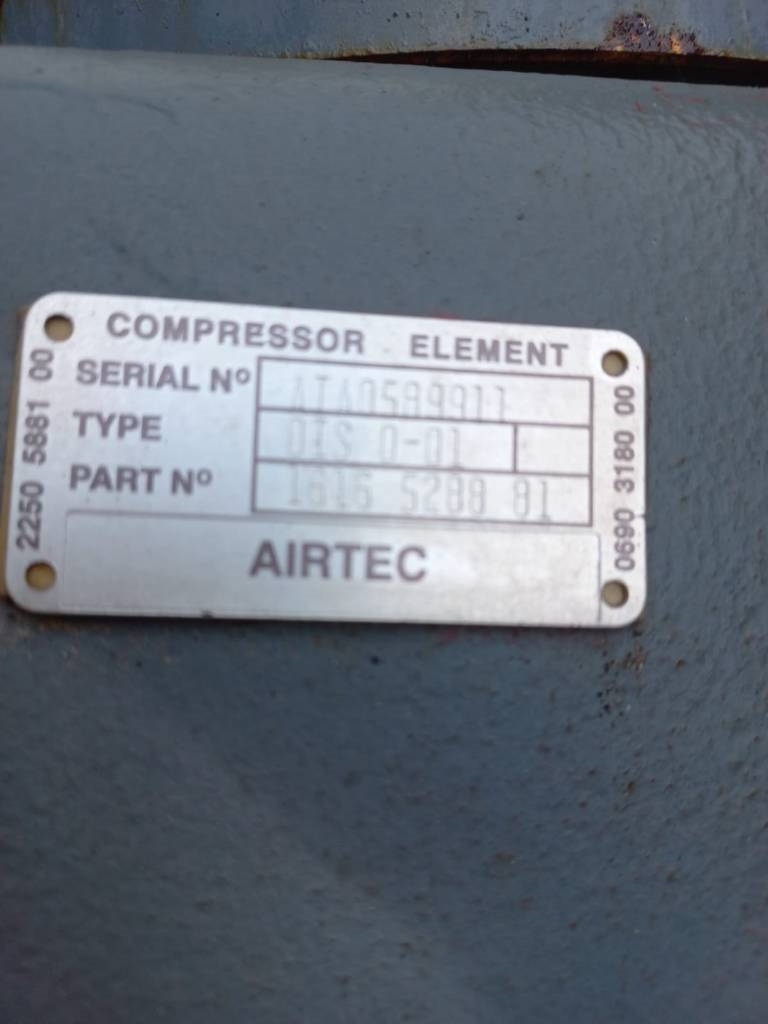 COMPRESSOR ELEMENT
SERIAL Nº AIA0589911
TYPE OIS 0-01
PART Nº 1616 5288 81
AIRTEC
2250 5881 00
0690 3180 00